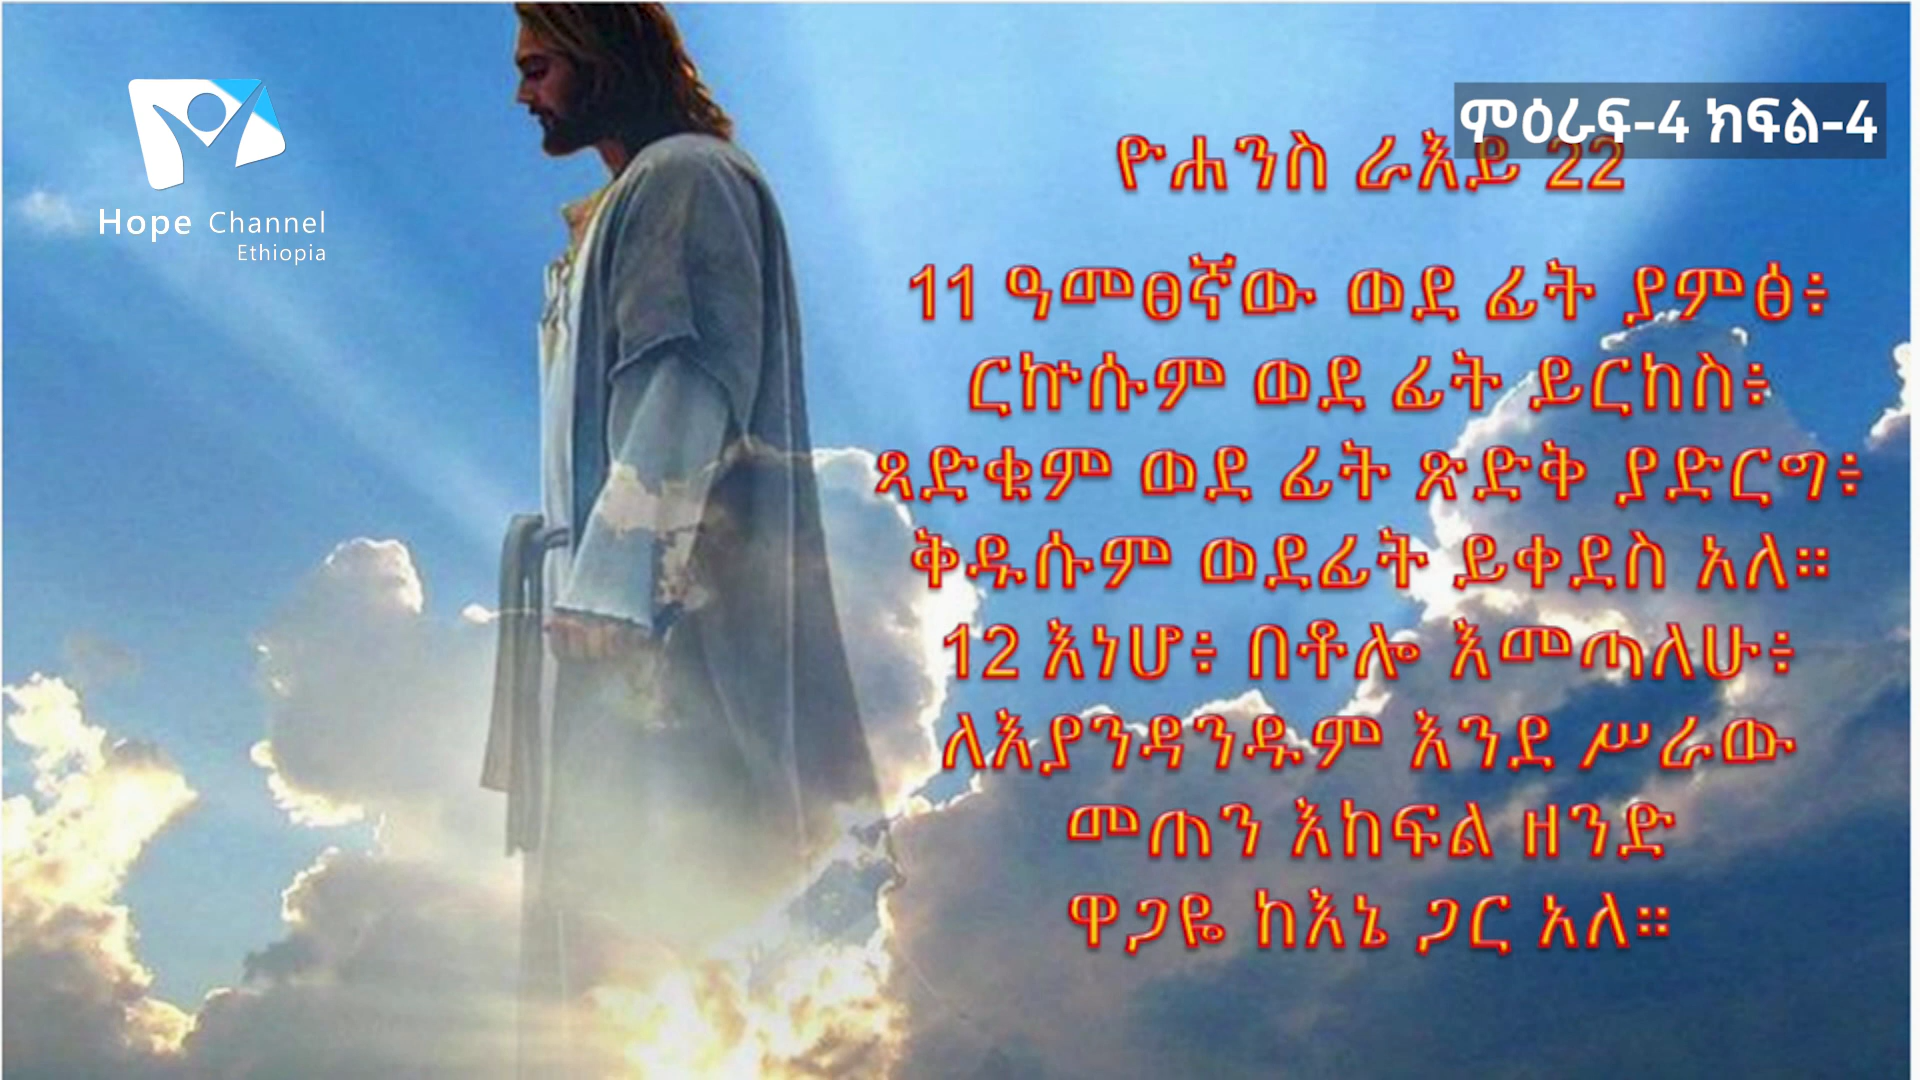 Hope Channel
Ethiopia
ምዕራፍ-4 ክፍል-4
ዮሐንስ ራእይ 22
11 ዓመፀኛው ወደ ፊት ያምፅ፥
ርኵሱም ወደ ፊት ይርከስ፥
ጻድቁም ወደ ፊት ጽድቅ ያድርግ፥
ቅዱሱም ወደፊት ይቀደስ አለ።
12 እነሆ፥ በቶሎ እመጣለሁ፥
ለእያንዳንዱም እንደ ሥራው
መጠን እከፍል ዘንድ
ዋጋዬ ከእኔ ጋር አለ።